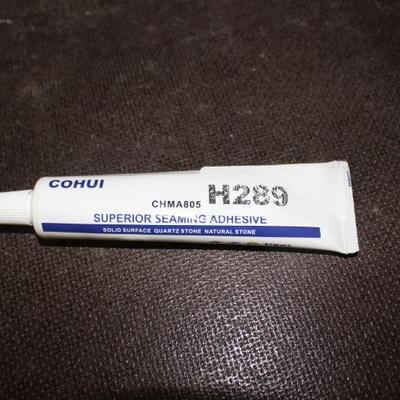 COHUI
CHMA805 H289
SUPERIOR SEAMING ADHESIVE
SOLID SURFACE QUARTZ STONE NATURAL STONE